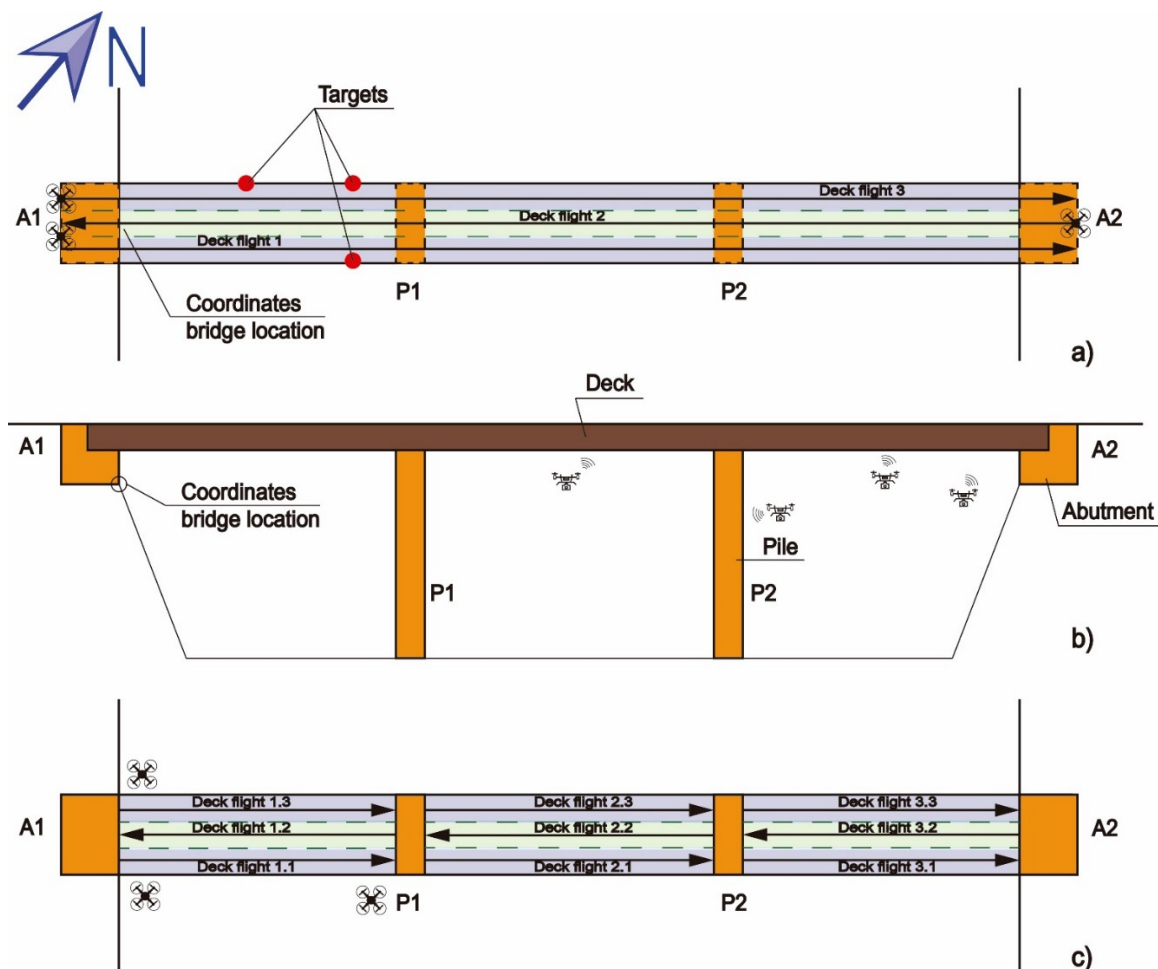 N
Targets
A1
Deck flight 3
Deck flight 2
Deck flight 1
A2
P1
P2
Coordinates
bridge location
a)
Deck
A1
A2
Coordinates
bridge location
Abutment
Pile
P1
P2
b)
Deck flight 1.3
Deck flight 2.3
Deck flight 3.3
A1
Deck flight 1.2
Deck flight 2.2
Deck flight 3.2
A2
Deck flight 1.1
Deck flight 2.1
Deck flight 3.1
P1
P2
c)